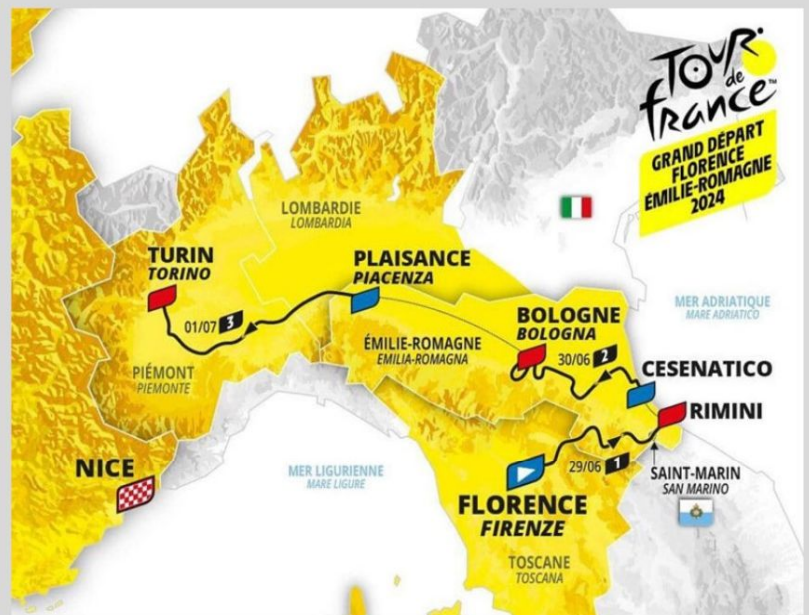 TOUR
de
france™
GRAND DÉPART
FLORENCE
ÉMILIE-ROMAGNE
2024
LOMBARDIE
LOMBARDIA
TURIN
TORINO
PLAISANCE
PIACENZA
MER ADRIATIQUE
MARE ADRIATICO
01/07 3
BOLOGNE
BOLOGNA
ÉMILIE-ROMAGNE
EMILIA-ROMAGNA
30/06 2
PIÉMONT
PIEMONTE
CESENATICO
RIMINI
NICE
MER LIGURIENNE
MARE LIGURE
29/06 1
SAINT-MARIN
SAN MARINO
FLORENCE
FIRENZE
TOSCANE
TOSCANA